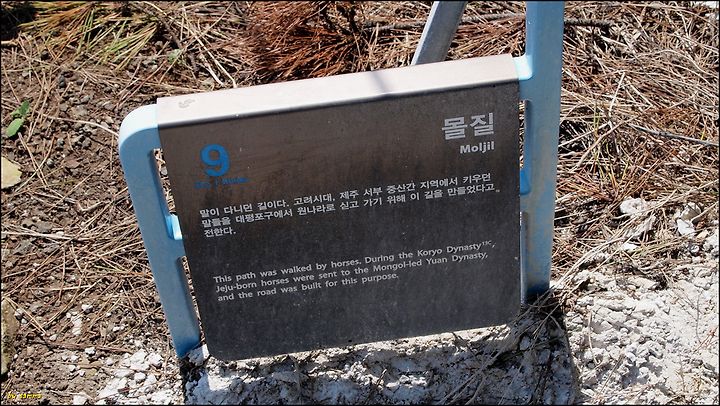 몰질
Moljil
9
말이 다니던 길이다. 고려시대, 제주 서부 중산간 지역에서 키우던
말들을 대평포구에서 원나라로 싣고 가기 위해 이 길을 만들었다고
전한다.
This path was walked by horses. During the Koryo Dynasty¹³ᶜ,
Jeju-born horses were sent to the Mongol-led Yuan Dynasty,
and the road was built for this purpose.